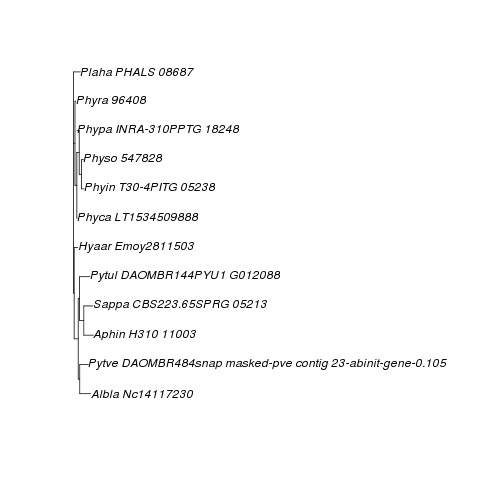 Plaha PHALS 08687
Phyra 96408
Phypa INRA-310PPTG 18248
Physo 547828
Phyin T30-4PITG 05238
Phyca LT1534509888
Hyaar Emoy2811503
Pytul DAOMBR144PYU1 G012088
Sappa CBS223.65SPRG 05213
Aphin H310 11003
Pytve DAOMBR484snap masked-pve contig 23-abinit-gene-0.105
Albla Nc14117230